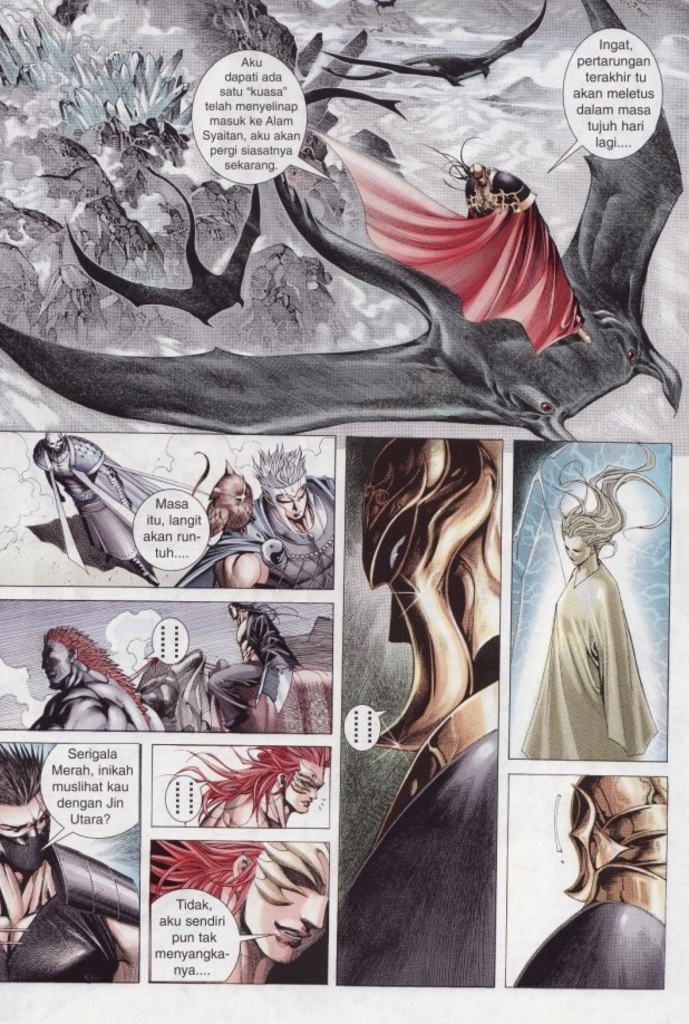 Aku
dapati ada
satu “kuasa”
telah menyelinap
masuk ke Alam
Syaitan, aku akan
pergi siasatnya
sekarang.
Ingat,
pertarungan
terakhir tu
akan meletus
dalam masa
tujuh hari
lagi....
Masa
itu, langit
akan run-
tuh....
Serigala
Merah, inikah
muslihat kau
dengan Jin
Utara?
Tidak,
aku sendiri
pun tak
menyangka-
nya....